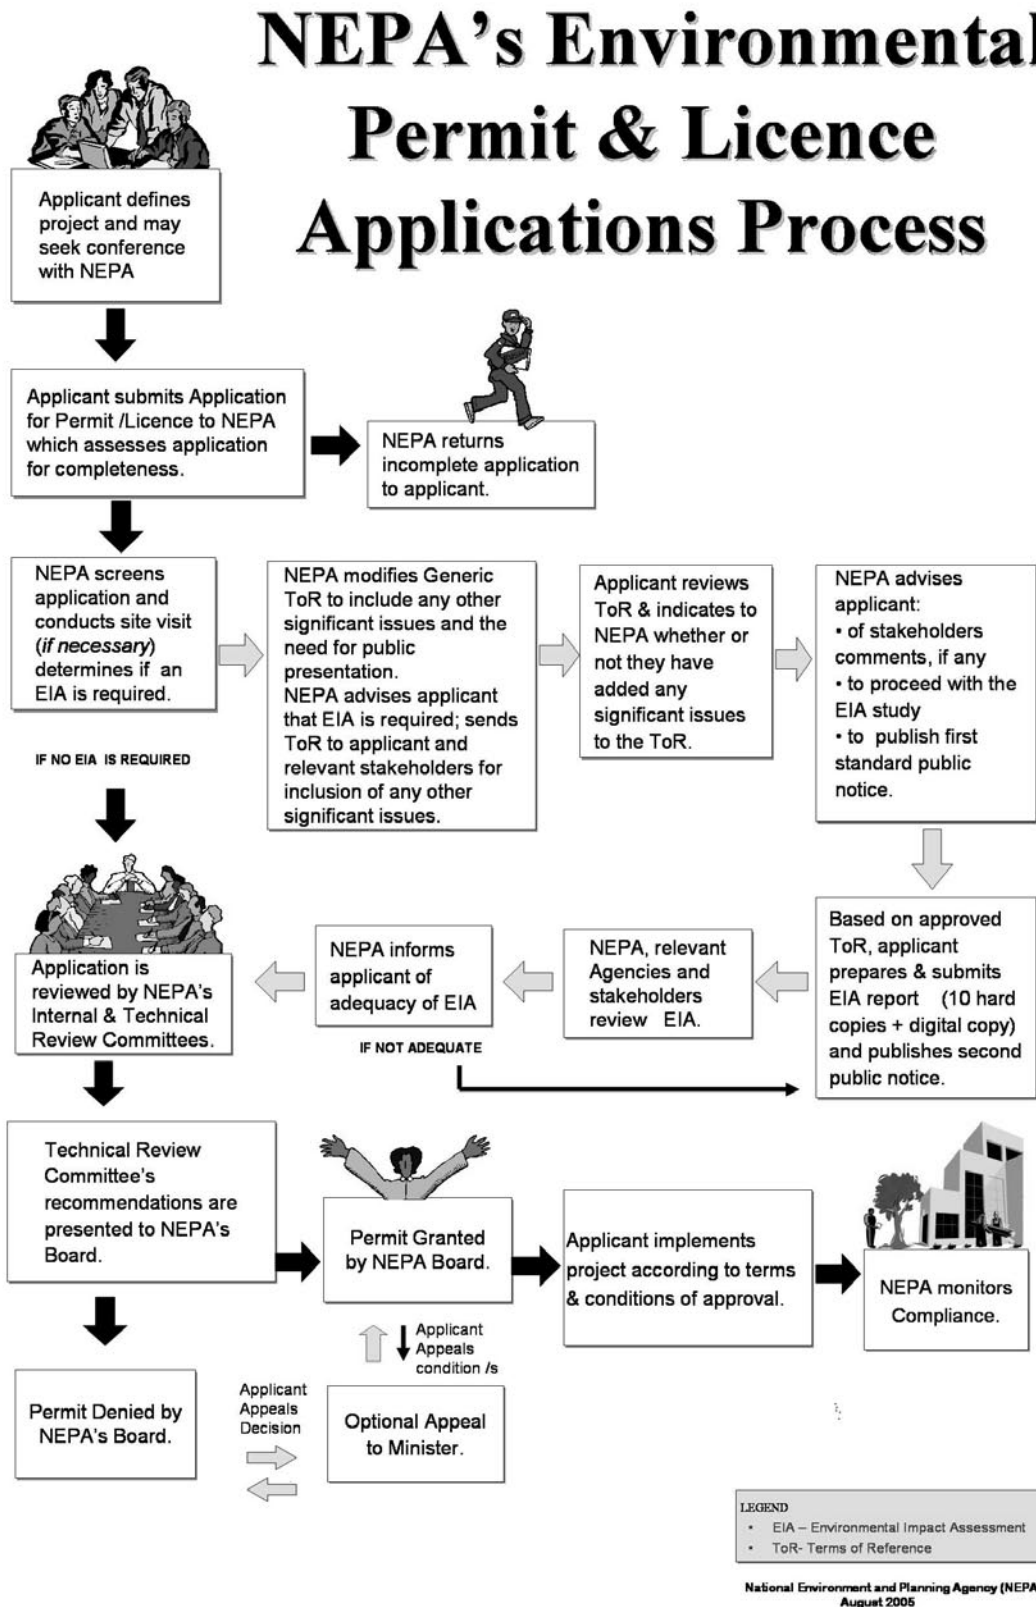 NEPA's Environmental
Permit & Licence
Applications Process
Applicant defines
project and may
seek conference
with NEPA
Applicant submits Application
for Permit /Licence to NEPA
which assesses application
for completeness.
NEPA returns
incomplete application
to applicant.
NEPA screens
application and
conducts site visit
(if necessary)
determines if an
EIA is required.
IF NO EIA IS REQUIRED
NEPA modifies Generic
ToR to include any other
significant issues and the
need for public
presentation.
NEPA advises applicant
that EIA is required; sends
ToR to applicant and
relevant stakeholders for
inclusion of any other
significant issues.
Applicant reviews
ToR & indicates to
NEPA whether or
not they have
added any
significant issues
to the ToR.
NEPA advises
applicant:
• of stakeholders
comments, if any
• to proceed with the
EIA study
• to publish first
standard public
notice.
Based on approved
ToR, applicant
prepares & submits
EIA report (10 hard
copies + digital copy)
and publishes second
public notice.
NEPA, relevant
Agencies and
stakeholders
review EIA.
NEPA informs
applicant of
adequacy of EIA
IF NOT ADEQUATE
Application is
reviewed by NEPA's
Internal & Technical
Review Committees.
Technical Review
Committee's
recommendations are
presented to NEPA's
Board.
Permit Granted
by NEPA Board.
Applicant implements
project according to terms
& conditions of approval.
NEPA monitors
Compliance.
Applicant
Appeals
condition /s
Permit Denied by
NEPA's Board.
Applicant
Appeals
Decision
Optional Appeal
to Minister.
LEGEND
• EIA – Environmental Impact Assessment
• ToR- Terms of Reference
National Environment and Planning Agency (NEPA
August 2005